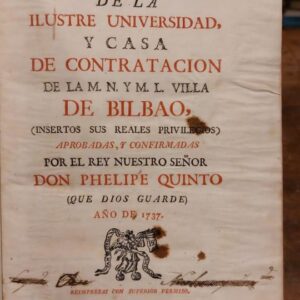 DE LA
ILUSTRE UNIVERSIDAD,
Y CASA
DE CONTRATACION
DE LA M. N. Y M. L. VILLA
DE BILBAO,
(INSERTOS SUS REALES PRIVILEGIOS)
APROBADAS, Y CONFIRMADAS
POR EL REY NUESTRO SEÑOR
DON PHELIPE QUINTO
(QUE DIOS GUARDE)
AÑO DE 1737.
REIMPRESAS CON SUPERIOR PERMISO,